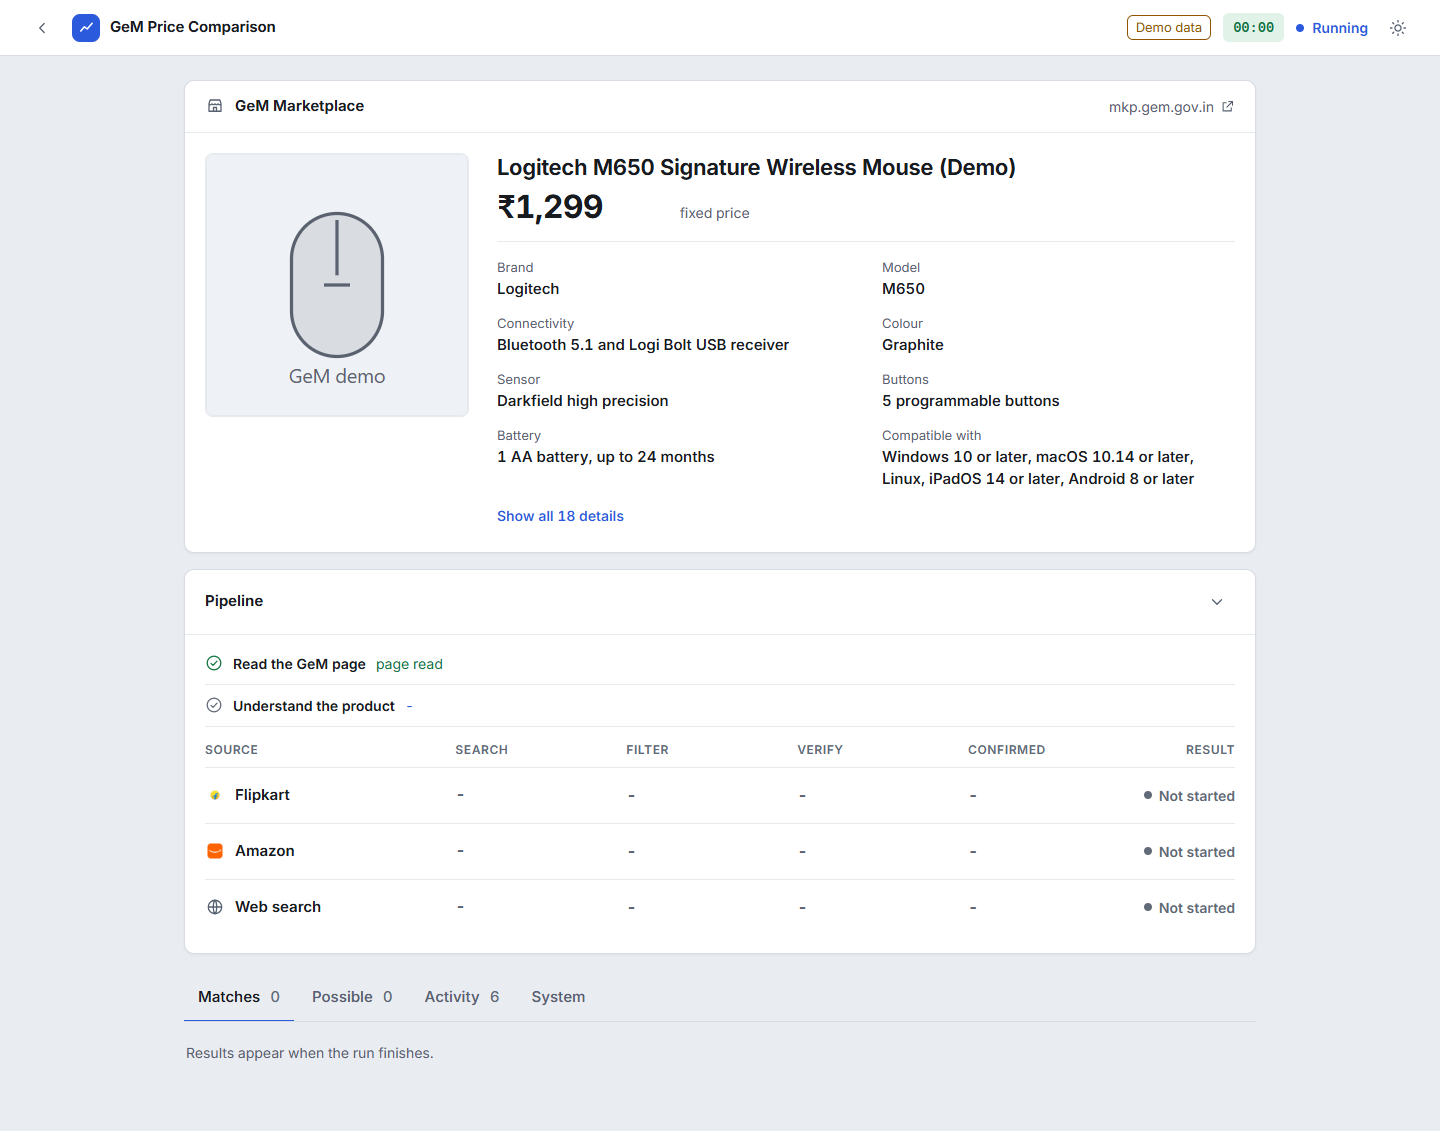 GeM Price Comparison
Demo data
00:00
Running
GeM Marketplace
mkp.gem.gov.in
GeM demo
Logitech M650 Signature Wireless Mouse (Demo)
₹1,299 fixed price
Brand
Logitech
Model
M650
Connectivity
Bluetooth 5.1 and Logi Bolt USB receiver
Colour
Graphite
Sensor
Darkfield high precision
Buttons
5 programmable buttons
Battery
1 AA battery, up to 24 months
Compatible with
Windows 10 or later, macOS 10.14 or later,
Linux, iPadOS 14 or later, Android 8 or later
Show all 18 details
Pipeline
Read the GeM page page read
Understand the product -
SOURCE SEARCH FILTER VERIFY CONFIRMED RESULT
Flipkart - - - - Not started
Amazon - - - - Not started
Web search - - - - Not started
Matches 0 Possible 0 Activity 6 System
Results appear when the run finishes.